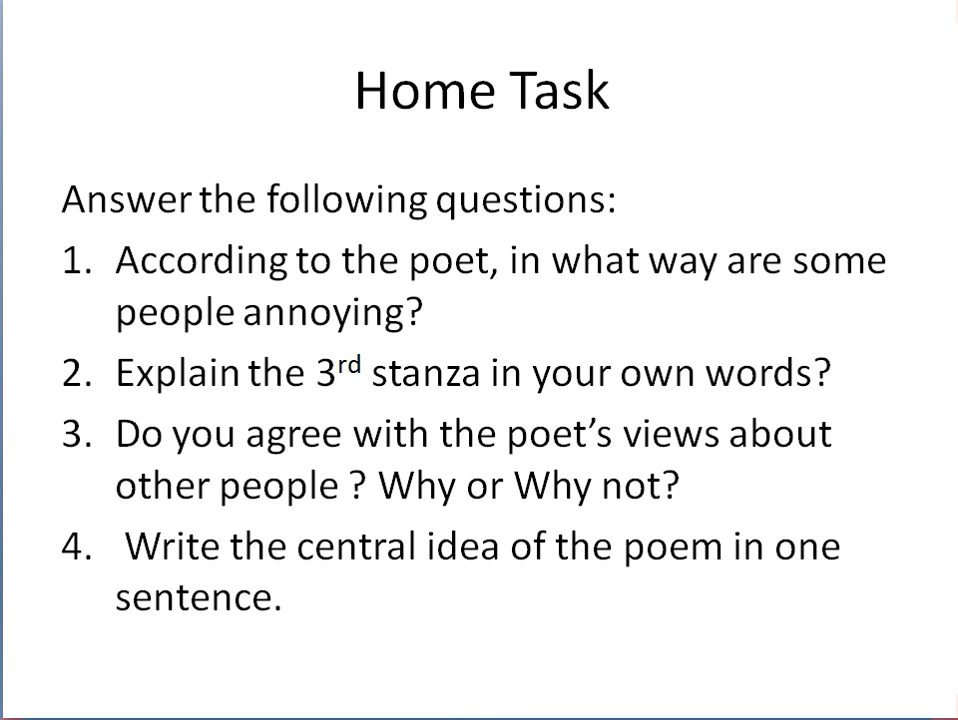 Home Task
Answer the following questions:
1. According to the poet, in what way are some
people annoying?
2. Explain the 3rd stanza in your own words?
3. Do you agree with the poet's views about
other people ? Why or Why not?
4. Write the central idea of the poem in one
sentence.